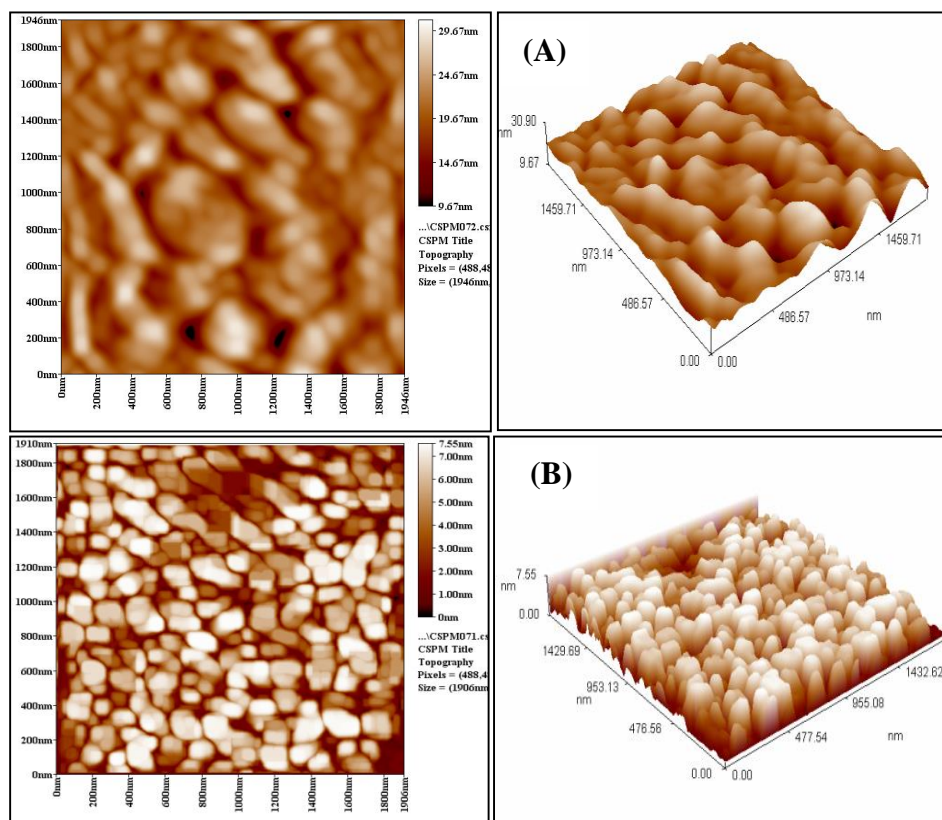 1946nm
1800nm
1600nm
1400nm
1200nm
1000nm
800nm
600nm
400nm
200nm
0nm
0nm
200nm
400nm
600nm
800nm
1000nm
1200nm
1400nm
1600nm
1800nm
1946nm
29.67nm
24.67nm
19.67nm
14.67nm
9.67nm
...\CSPM072.cs
CSPM Title
Topography
Pixels = (488,48
Size = (1946nm,
(A)
30.90
nm
9.67
1459.71
973.14
nm
486.57
0.00
0.00
486.57
973.14
nm
1459.71
1910nm
1800nm
1600nm
1400nm
1200nm
1000nm
800nm
600nm
400nm
200nm
0nm
0nm
200nm
400nm
600nm
800nm
1000nm
1200nm
1400nm
1600nm
1800nm
1906nm
7.55nm
7.00nm
6.00nm
5.00nm
4.00nm
3.00nm
2.00nm
1.00nm
0nm
...\CSPM071.cs
CSPM Title
Topography
Pixels = (488,4
Size = (1906nm
(B)
7.55
nm
0.00
1429.69
953.13
nm
476.56
0.00
0.00
477.54
955.08
nm
1432.62